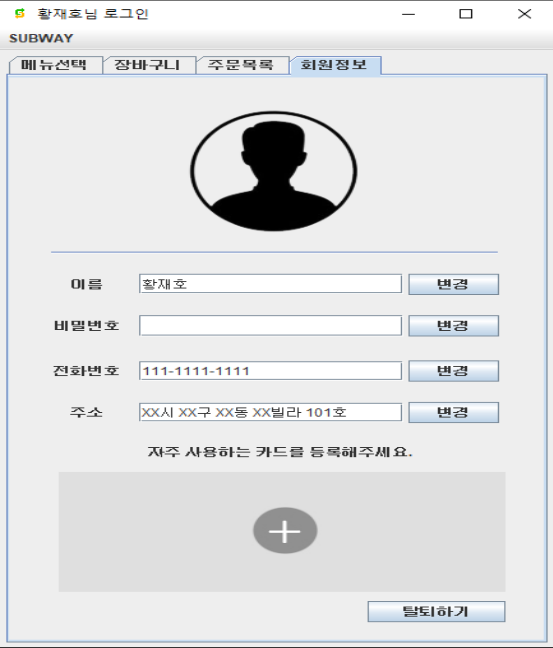 황재호님 로그인
SUBWAY
메뉴선택 장바구니 주문목록 회원정보
이름 황재호 변경
비밀번호 변경
전화번호 111-1111-1111 변경
주소 XX시 XX구 XX동 XX빌라 101호 변경
자주 사용하는 카드를 등록해주세요.
탈퇴하기